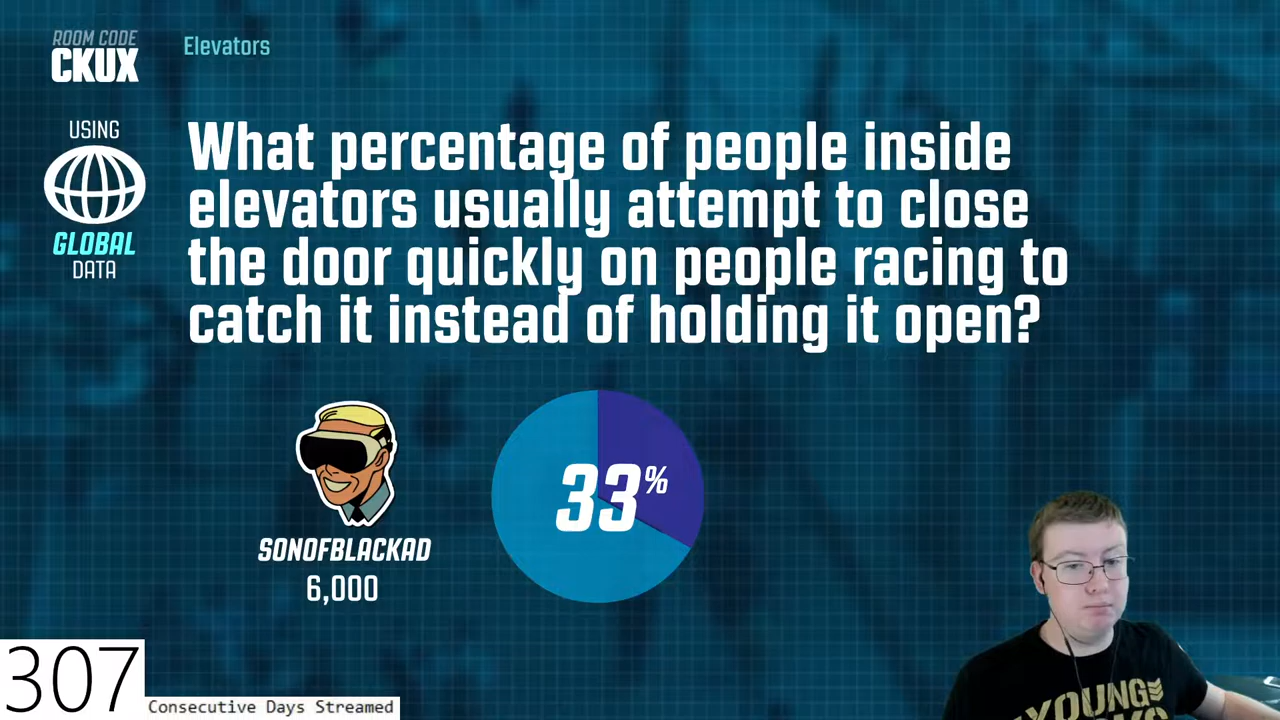 ROOM CODE
CKUX
Elevators
USING
GLOBAL
DATA
What percentage of people inside
elevators usually attempt to close
the door quickly on people racing to
catch it instead of holding it open?
33%
SONOFBLACKAD
6,000
YOUNG
307
Consecutive Days Streamed